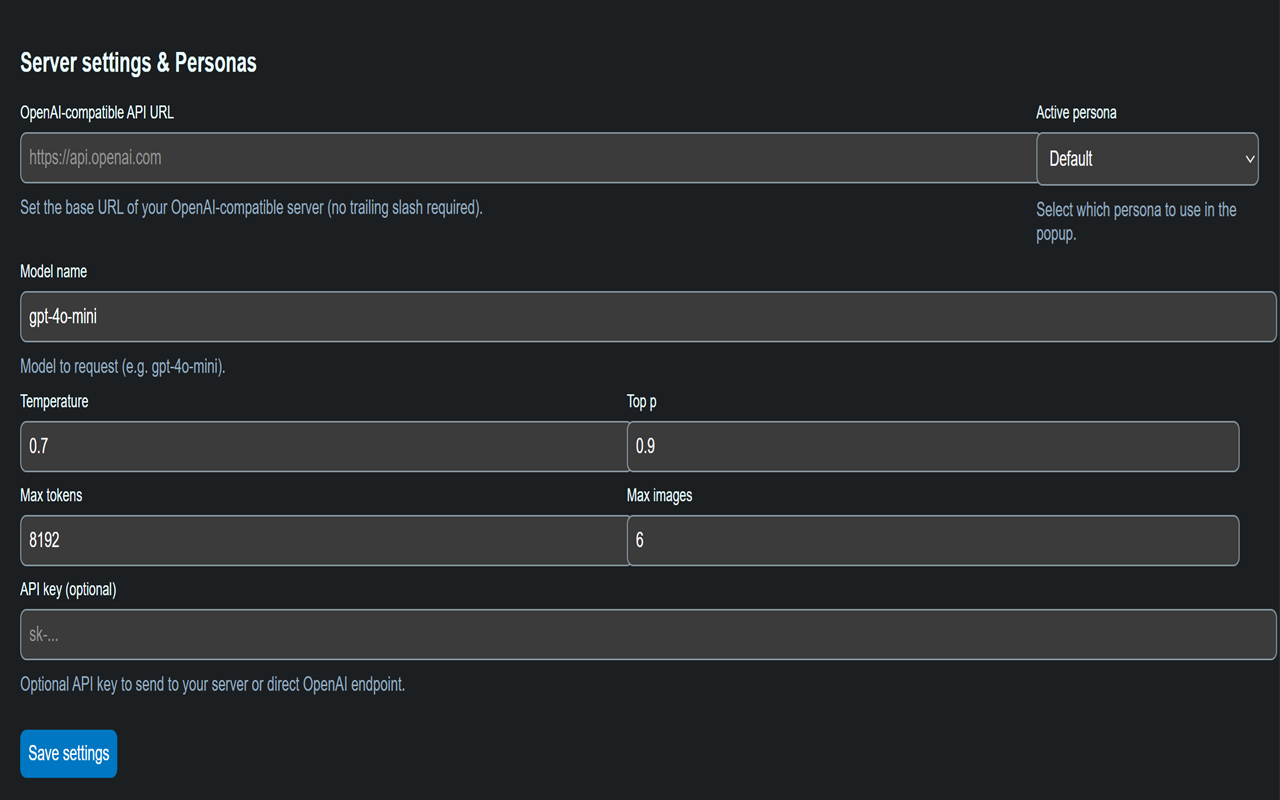 Server settings & Personas
OpenAI-compatible API URL
https://api.openai.com
Set the base URL of your OpenAI-compatible server (no trailing slash required).
Active persona
Default
Select which persona to use in the
popup.
Model name
gpt-4o-mini
Model to request (e.g. gpt-4o-mini).
Temperature
0.7
Top p
0.9
Max tokens
8192
Max images
6
API key (optional)
sk-...
Optional API key to send to your server or direct OpenAI endpoint.
Save settings